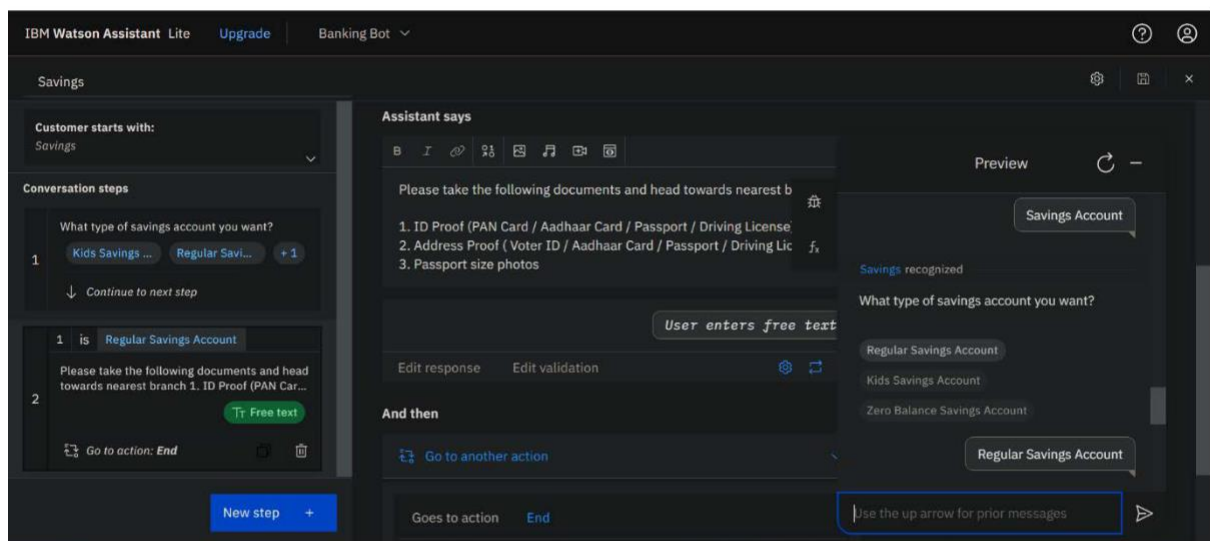 IBM Watson Assistant Lite Upgrade Banking Bot
Savings
Customer starts with:
Savings
Conversation steps
1
What type of savings account you want?
Kids Savings ... Regular Savi... + 1
Continue to next step
2
1 is Regular Savings Account
Please take the following documents and head
towards nearest branch 1. ID Proof (PAN Car...
Free text
Go to action: End
New step +
Assistant says
B I
Please take the following documents and head towards nearest b
1. ID Proof (PAN Card / Aadhaar Card / Passport / Driving License)
2. Address Proof ( Voter ID / Aadhaar Card / Passport / Driving Lic
3. Passport size photos
User enters free text
Edit response Edit validation
And then
Go to another action
Goes to action End
Preview
Savings Account
Savings recognized
What type of savings account you want?
Regular Savings Account
Kids Savings Account
Zero Balance Savings Account
Regular Savings Account
Use the up arrow for prior messages